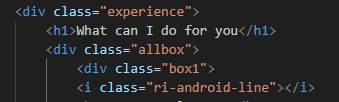 <div class="experience">
<h1>What can I do for you</h1>
<div class="allbox">
<div class="box1">
<i class="ri-android-line"></i>